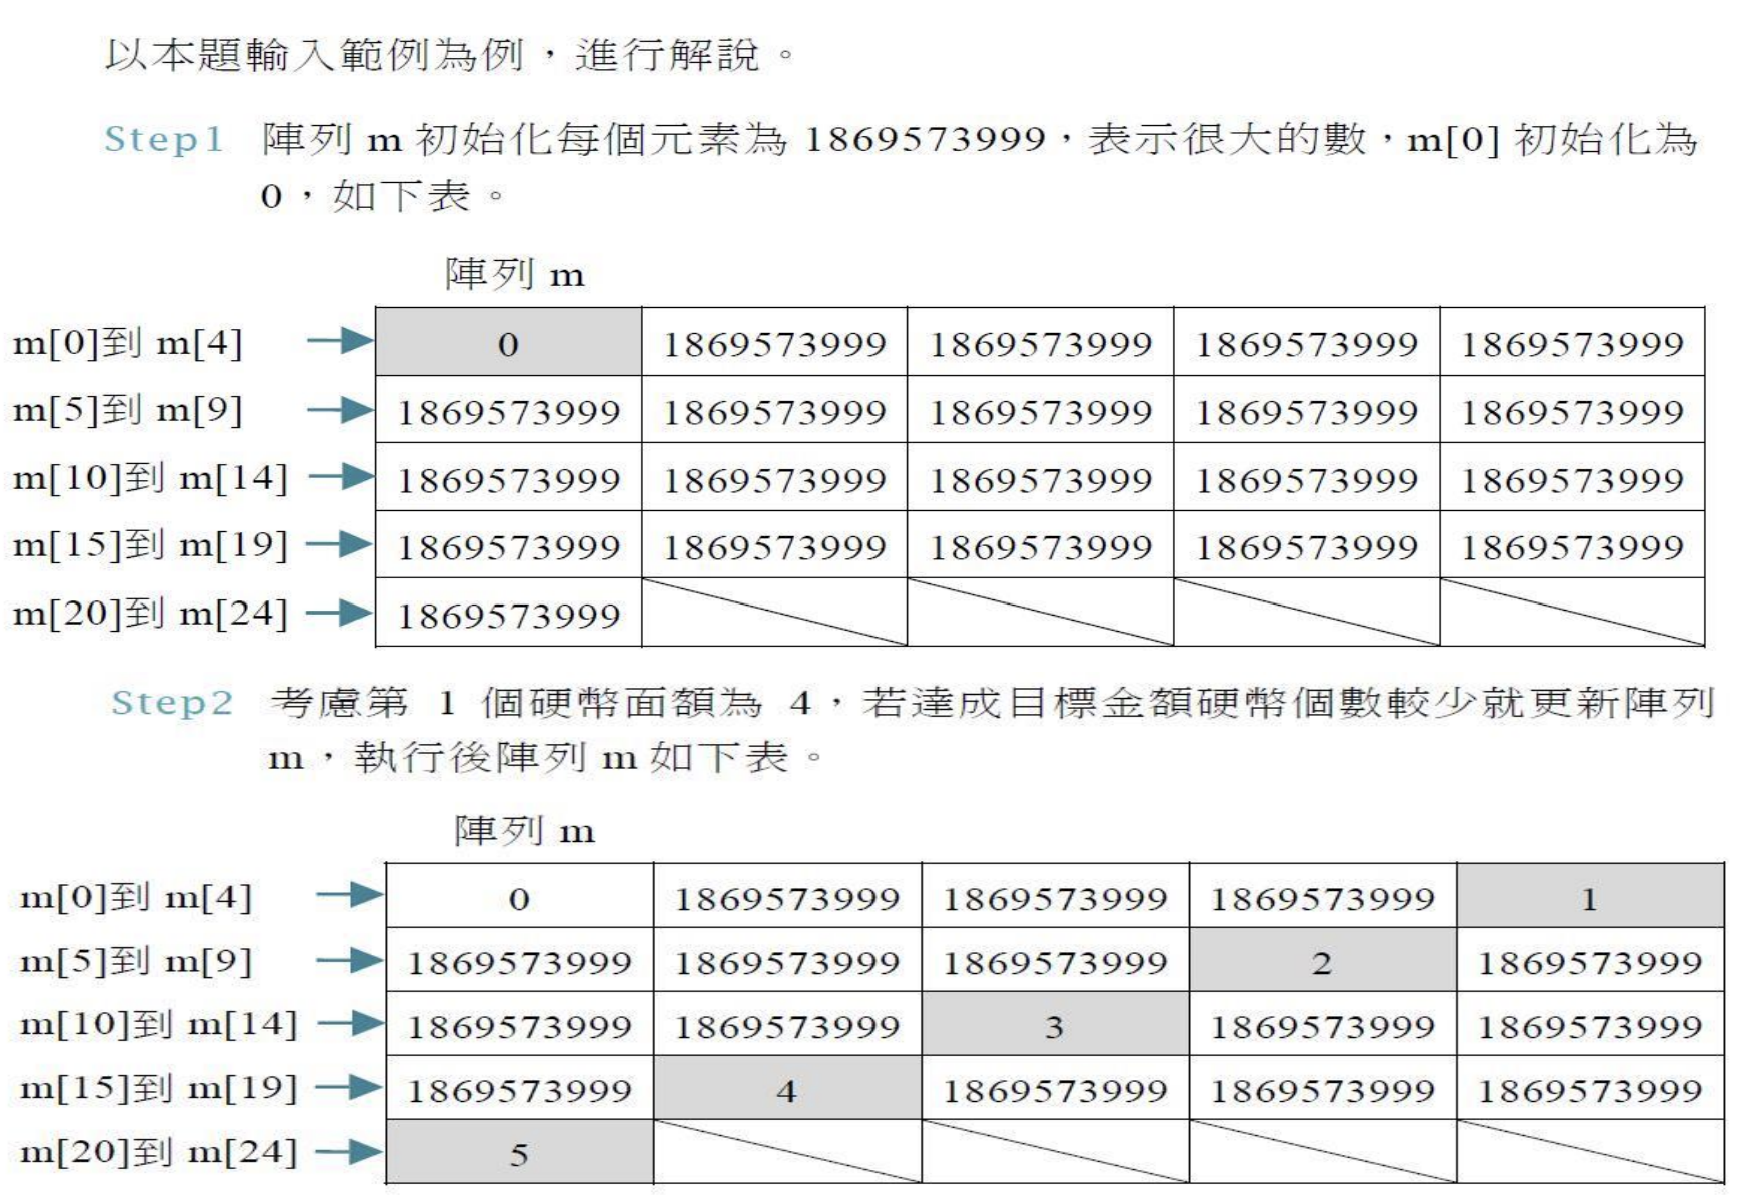 以本題輸入範例為例，進行解說。
Step1 陣列 m 初始化每個元素為 1869573999，表示很大的數，m[0] 初始化為
0，如下表。
陣列 m
m[0]到 m[4] 0 1869573999 1869573999 1869573999 1869573999
m[5]到 m[9] 1869573999 1869573999 1869573999 1869573999 1869573999
m[10]到 m[14] 1869573999 1869573999 1869573999 1869573999 1869573999
m[15]到 m[19] 1869573999 1869573999 1869573999 1869573999 1869573999
m[20]到 m[24] 1869573999
Step2 考慮第 1 個硬幣面額為 4，若達成目標金額硬幣個數較少就更新陣列
m，執行後陣列 m 如下表。
陣列 m
m[0]到 m[4] 0 1869573999 1869573999 1869573999 1
m[5]到 m[9] 1869573999 1869573999 1869573999 2 1869573999
m[10]到 m[14] 1869573999 1869573999 3 1869573999 1869573999
m[15]到 m[19] 1869573999 4 1869573999 1869573999 1869573999
m[20]到 m[24] 5